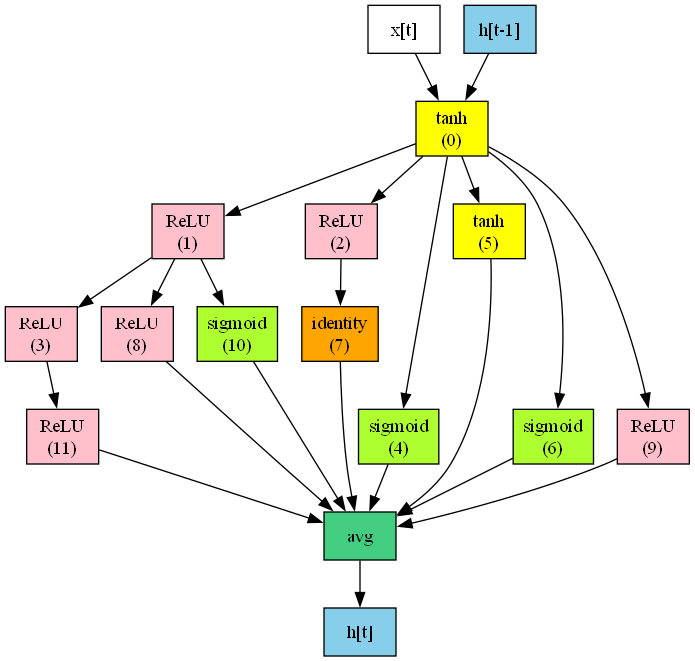 x[t]
h[t-1]
tanh
(0)
ReLU
(1)
ReLU
(2)
tanh
(5)
ReLU
(3)
ReLU
(8)
sigmoid
(10)
identity
(7)
ReLU
(11)
sigmoid
(4)
sigmoid
(6)
ReLU
(9)
avg
h[t]